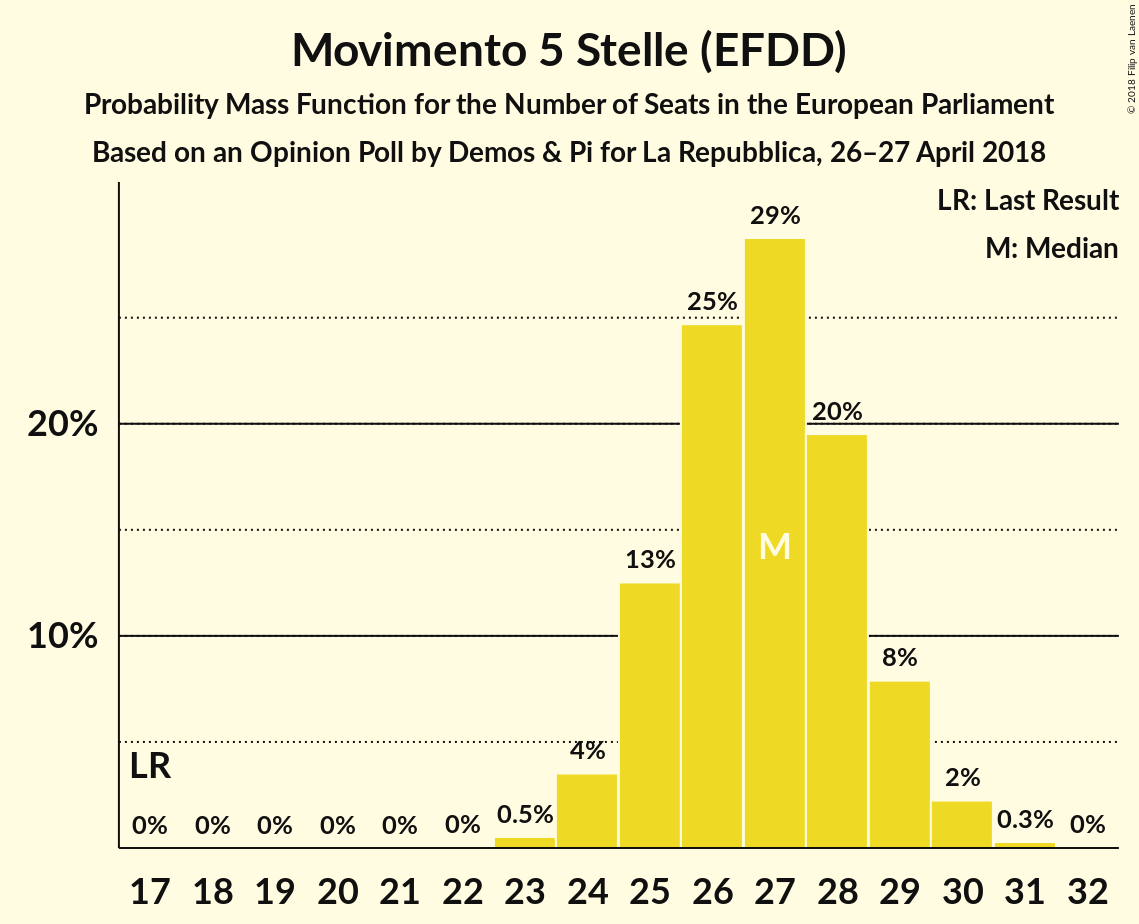 Movimento 5 Stelle (EFDD)
Probability Mass Function for the Number of Seats in the European Parliament
Based on an Opinion Poll by Demos & Pi for La Repubblica, 26–27 April 2018
© 2018 Filip van Laenen
LR: Last Result
M: Median
29%
25%
20%
20%
M
13%
10%
8%
4%
LR
2%
0% 0% 0% 0% 0% 0% 0.5% 0.3% 0%
17 18 19 20 21 22 23 24 25 26 27 28 29 30 31 32